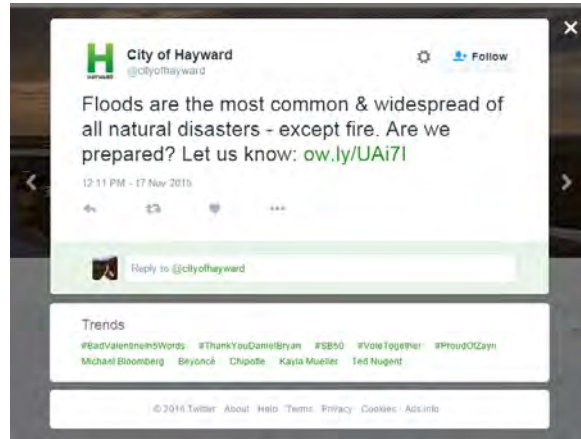 H
HAYWARD
City of Hayward
@cityofhayward
Follow
Floods are the most common & widespread of
all natural disasters - except fire. Are we
prepared? Let us know: ow.ly/UAi7I
12:11 PM - 17 Nov 2015
Reply to @cityofhayward
Trends
#BadValentineIn5Words #ThankYouDanielBryan #SB50 #VoteTogether #ProudOfZayn
Michael Bloomberg Beyoncé Chipotle Kayla Mueller Ted Nugent
© 2016 Twitter About Help Terms Privacy Cookies Ads info